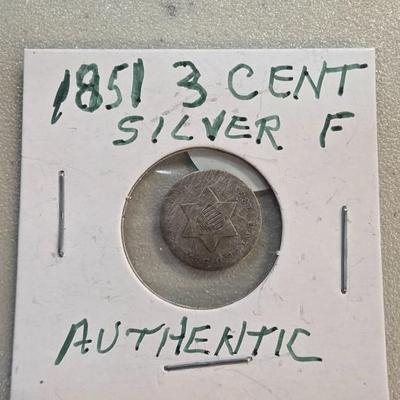 1851 3 CENT
SILVER F
AUTHENTIC